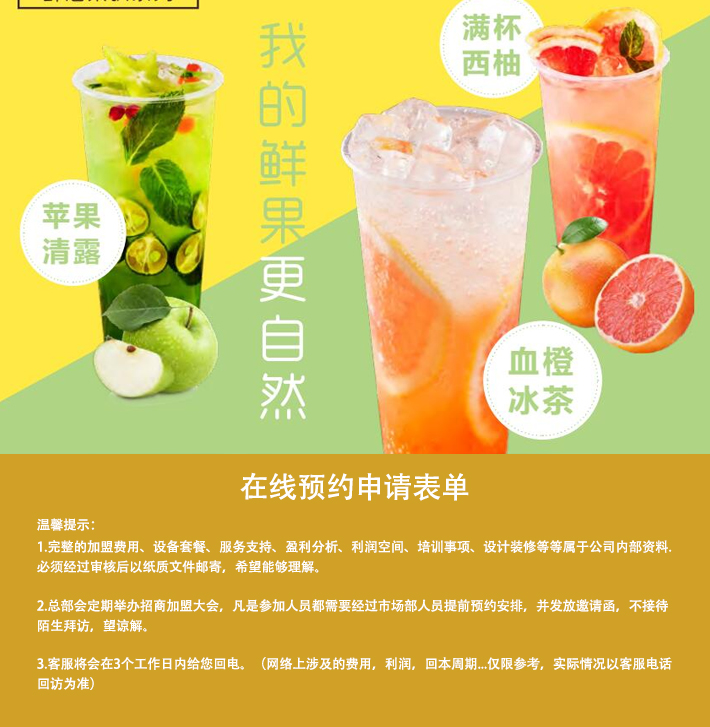 满杯
西柚
我的鲜果更自然
苹果
清露
血橙
冰茶
在线预约申请表单
温馨提示：
1.完整的加盟费用、设备套餐、服务支持、盈利分析、利润空间、培训事项、设计装修等等属于公司内部资料.
必须经过审核后以纸质文件邮寄，希望能够理解。
2.总部会定期举办招商加盟大会，凡是参加人员都需要经过市场部人员提前预约安排，并发放邀请函，不接待
陌生拜访，望谅解。
3.客服将会在3个工作日内给您回电。（网络上涉及的费用，利润，回本周期...仅限参考，实际情况以客服电话
回访为准）